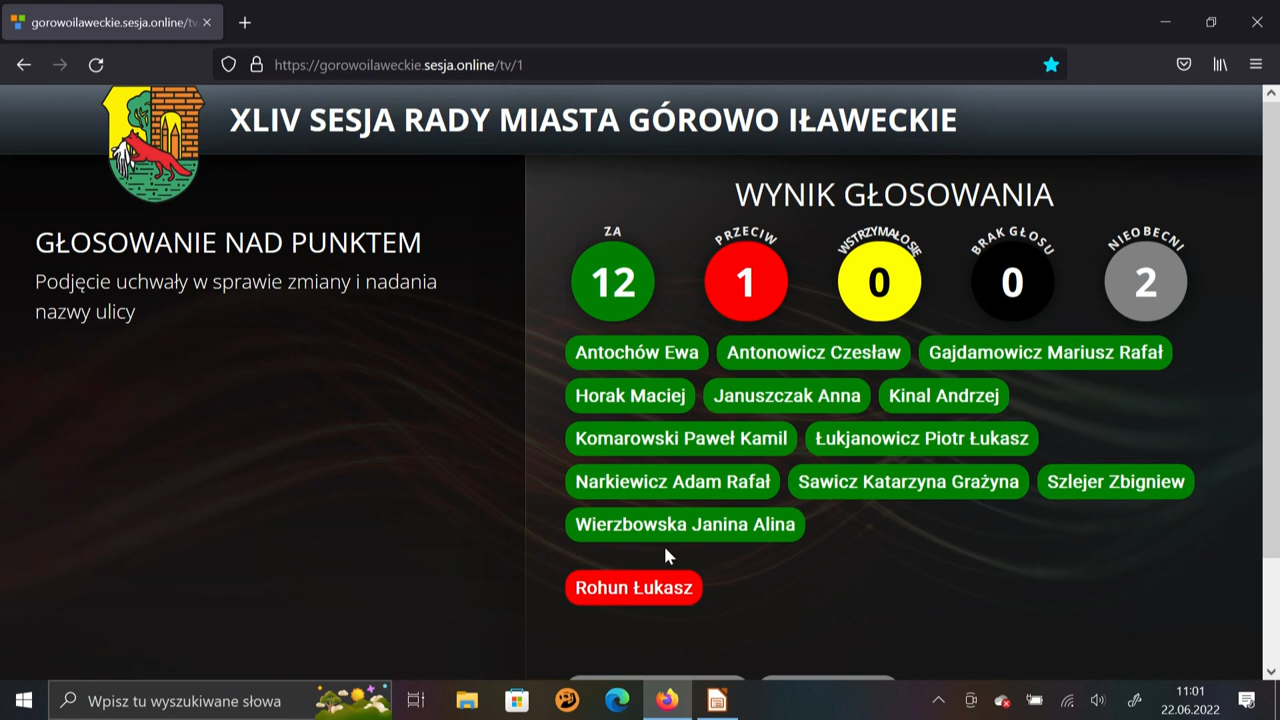 gorowoilaweckie.sesja.online/tv
https://gorowoilaweckie.sesja.online/tv/1
XLIV SESJA RADY MIASTA GÓROWO IŁAWECKIE
GŁOSOWANIE NAD PUNKTEM
Podjęcie uchwały w sprawie zmiany i nadania
nazwy ulicy
WYNIK GŁOSOWANIA
ZA PRZECIW WSTRZYMAŁO SIĘ BRAK GŁOSU NIEOBECNI
12 1 0 0 2
Antochów Ewa Antonowicz Czesław Gajdamowicz Mariusz Rafał
Horak Maciej Januszczak Anna Kinal Andrzej
Komarowski Paweł Kamil Łukjanowicz Piotr Łukasz
Narkiewicz Adam Rafał Sawicz Katarzyna Grażyna Szlejer Zbigniew
Wierzbowska Janina Alina
Rohun Łukasz
Wpisz tu wyszukiwane słowa
11:01
22.06.2022